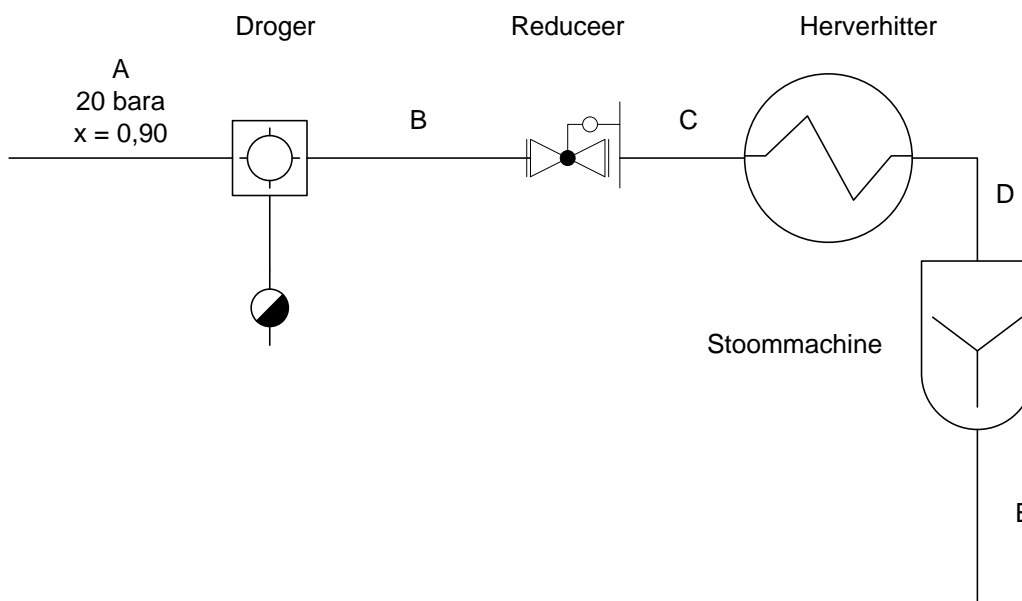 Droger
Reduceer
Herverhitter
A
20 bara
x = 0,90
B
C
D
Stoommachine
E